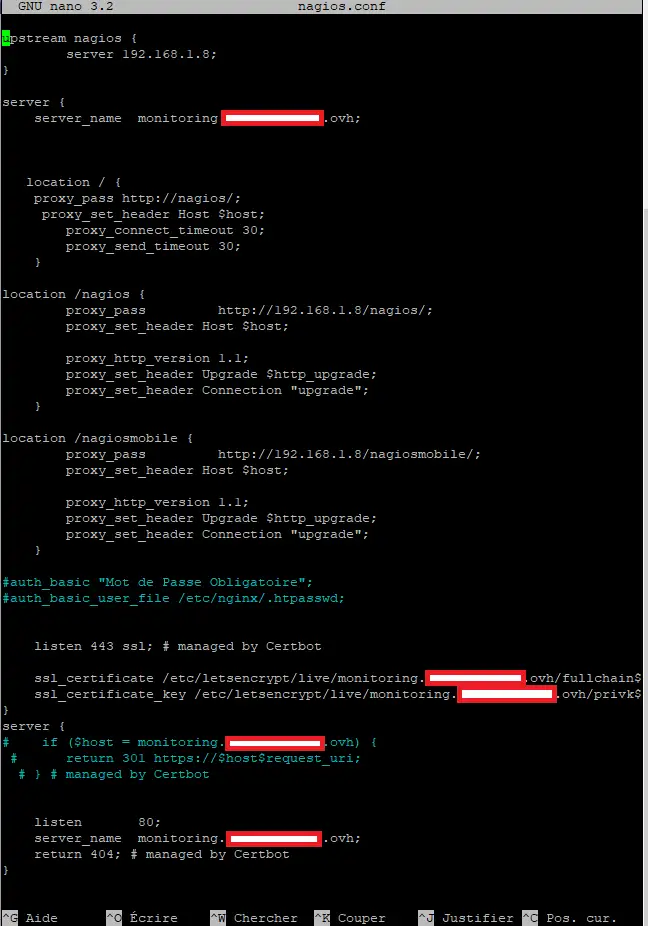 GNU nano 3.2 nagios.conf
upstream nagios {
server 192.168.1.8;
}
server {
server_name monitoring .ovh;
location / {
proxy_pass http://nagios/;
proxy_set_header Host $host;
proxy_connect_timeout 30;
proxy_send_timeout 30;
}
location /nagios {
proxy_pass http://192.168.1.8/nagios/;
proxy_set_header Host $host;
proxy_http_version 1.1;
proxy_set_header Upgrade $http_upgrade;
proxy_set_header Connection "upgrade";
}
location /nagiosmobile {
proxy_pass http://192.168.1.8/nagiosmobile/;
proxy_set_header Host $host;
proxy_http_version 1.1;
proxy_set_header Upgrade $http_upgrade;
proxy_set_header Connection "upgrade";
}
#auth_basic "Mot de Passe Obligatoire";
#auth_basic_user_file /etc/nginx/.htpasswd;
listen 443 ssl; # managed by Certbot
ssl_certificate /etc/letsencrypt/live/monitoring. .ovh/fullchain$
ssl_certificate_key /etc/letsencrypt/live/monitoring. .ovh/privk$
}
server {
# if ($host = monitoring. .ovh) {
# return 301 https://$host$request_uri;
# } # managed by Certbot
listen 80;
server_name monitoring. .ovh;
return 404; # managed by Certbot
}
^G Aide ^O Écrire ^W Chercher ^K Couper ^J Justifier ^C Pos. cur.